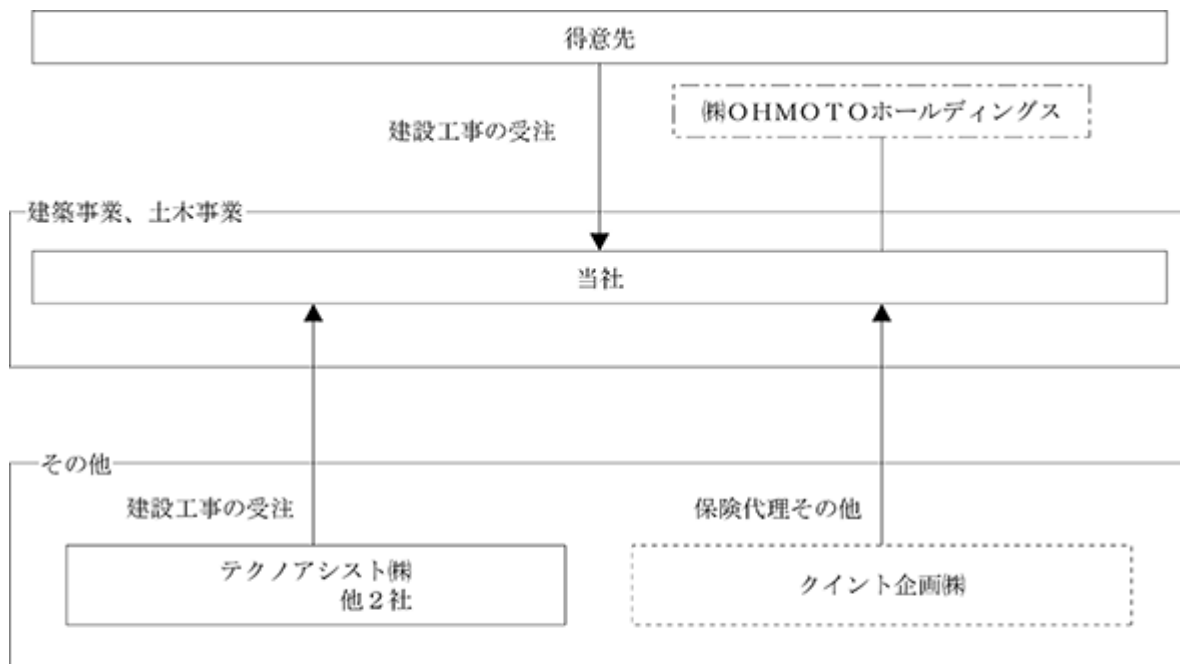 得意先
㈱ＯＨＭＯＴＯホールディングス
建設工事の受注
建築事業、土木事業
当社
その他
建設工事の受注
保険代理その他
テクノアシスト㈱
他２社
クイント企画㈱